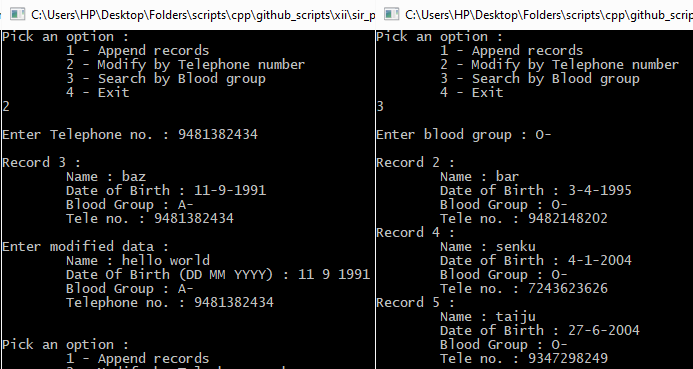 C:\Users\HP\Desktop\Folders\scripts\cpp\github_scripts\xii\sir_p
Pick an option :
1 - Append records
2 - Modify by Telephone number
3 - Search by Blood group
4 - Exit
2
Enter Telephone no. : 9481382434
Record 3 :
Name : baz
Date of Birth : 11-9-1991
Blood Group : A-
Tele no. : 9481382434
Enter modified data :
Name : hello world
Date Of Birth (DD MM YYYY) : 11 9 1991
Blood Group : A-
Telephone no. : 9481382434
Pick an option :
1 - Append records
C:\Users\HP\Desktop\Folders\scripts\cpp\github_scrip
Pick an option :
1 - Append records
2 - Modify by Telephone number
3 - Search by Blood group
4 - Exit
3
Enter blood group : O-
Record 2 :
Name : bar
Date of Birth : 3-4-1995
Blood Group : O-
Tele no. : 9482148202
Record 4 :
Name : senku
Date of Birth : 4-1-2004
Blood Group : O-
Tele no. : 7243623626
Record 5 :
Name : taiju
Date of Birth : 27-6-2004
Blood Group : O-
Tele no. : 9347298249